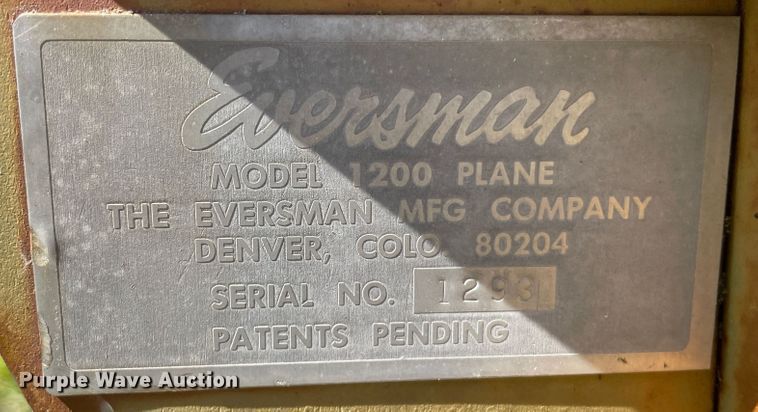 Eversman
MODEL 1200 PLANE
THE EVERSMAN MFG COMPANY
DENVER, COLO. 80204
SERIAL NO. 1293
PATENTS PENDING
Purple Wave Auction